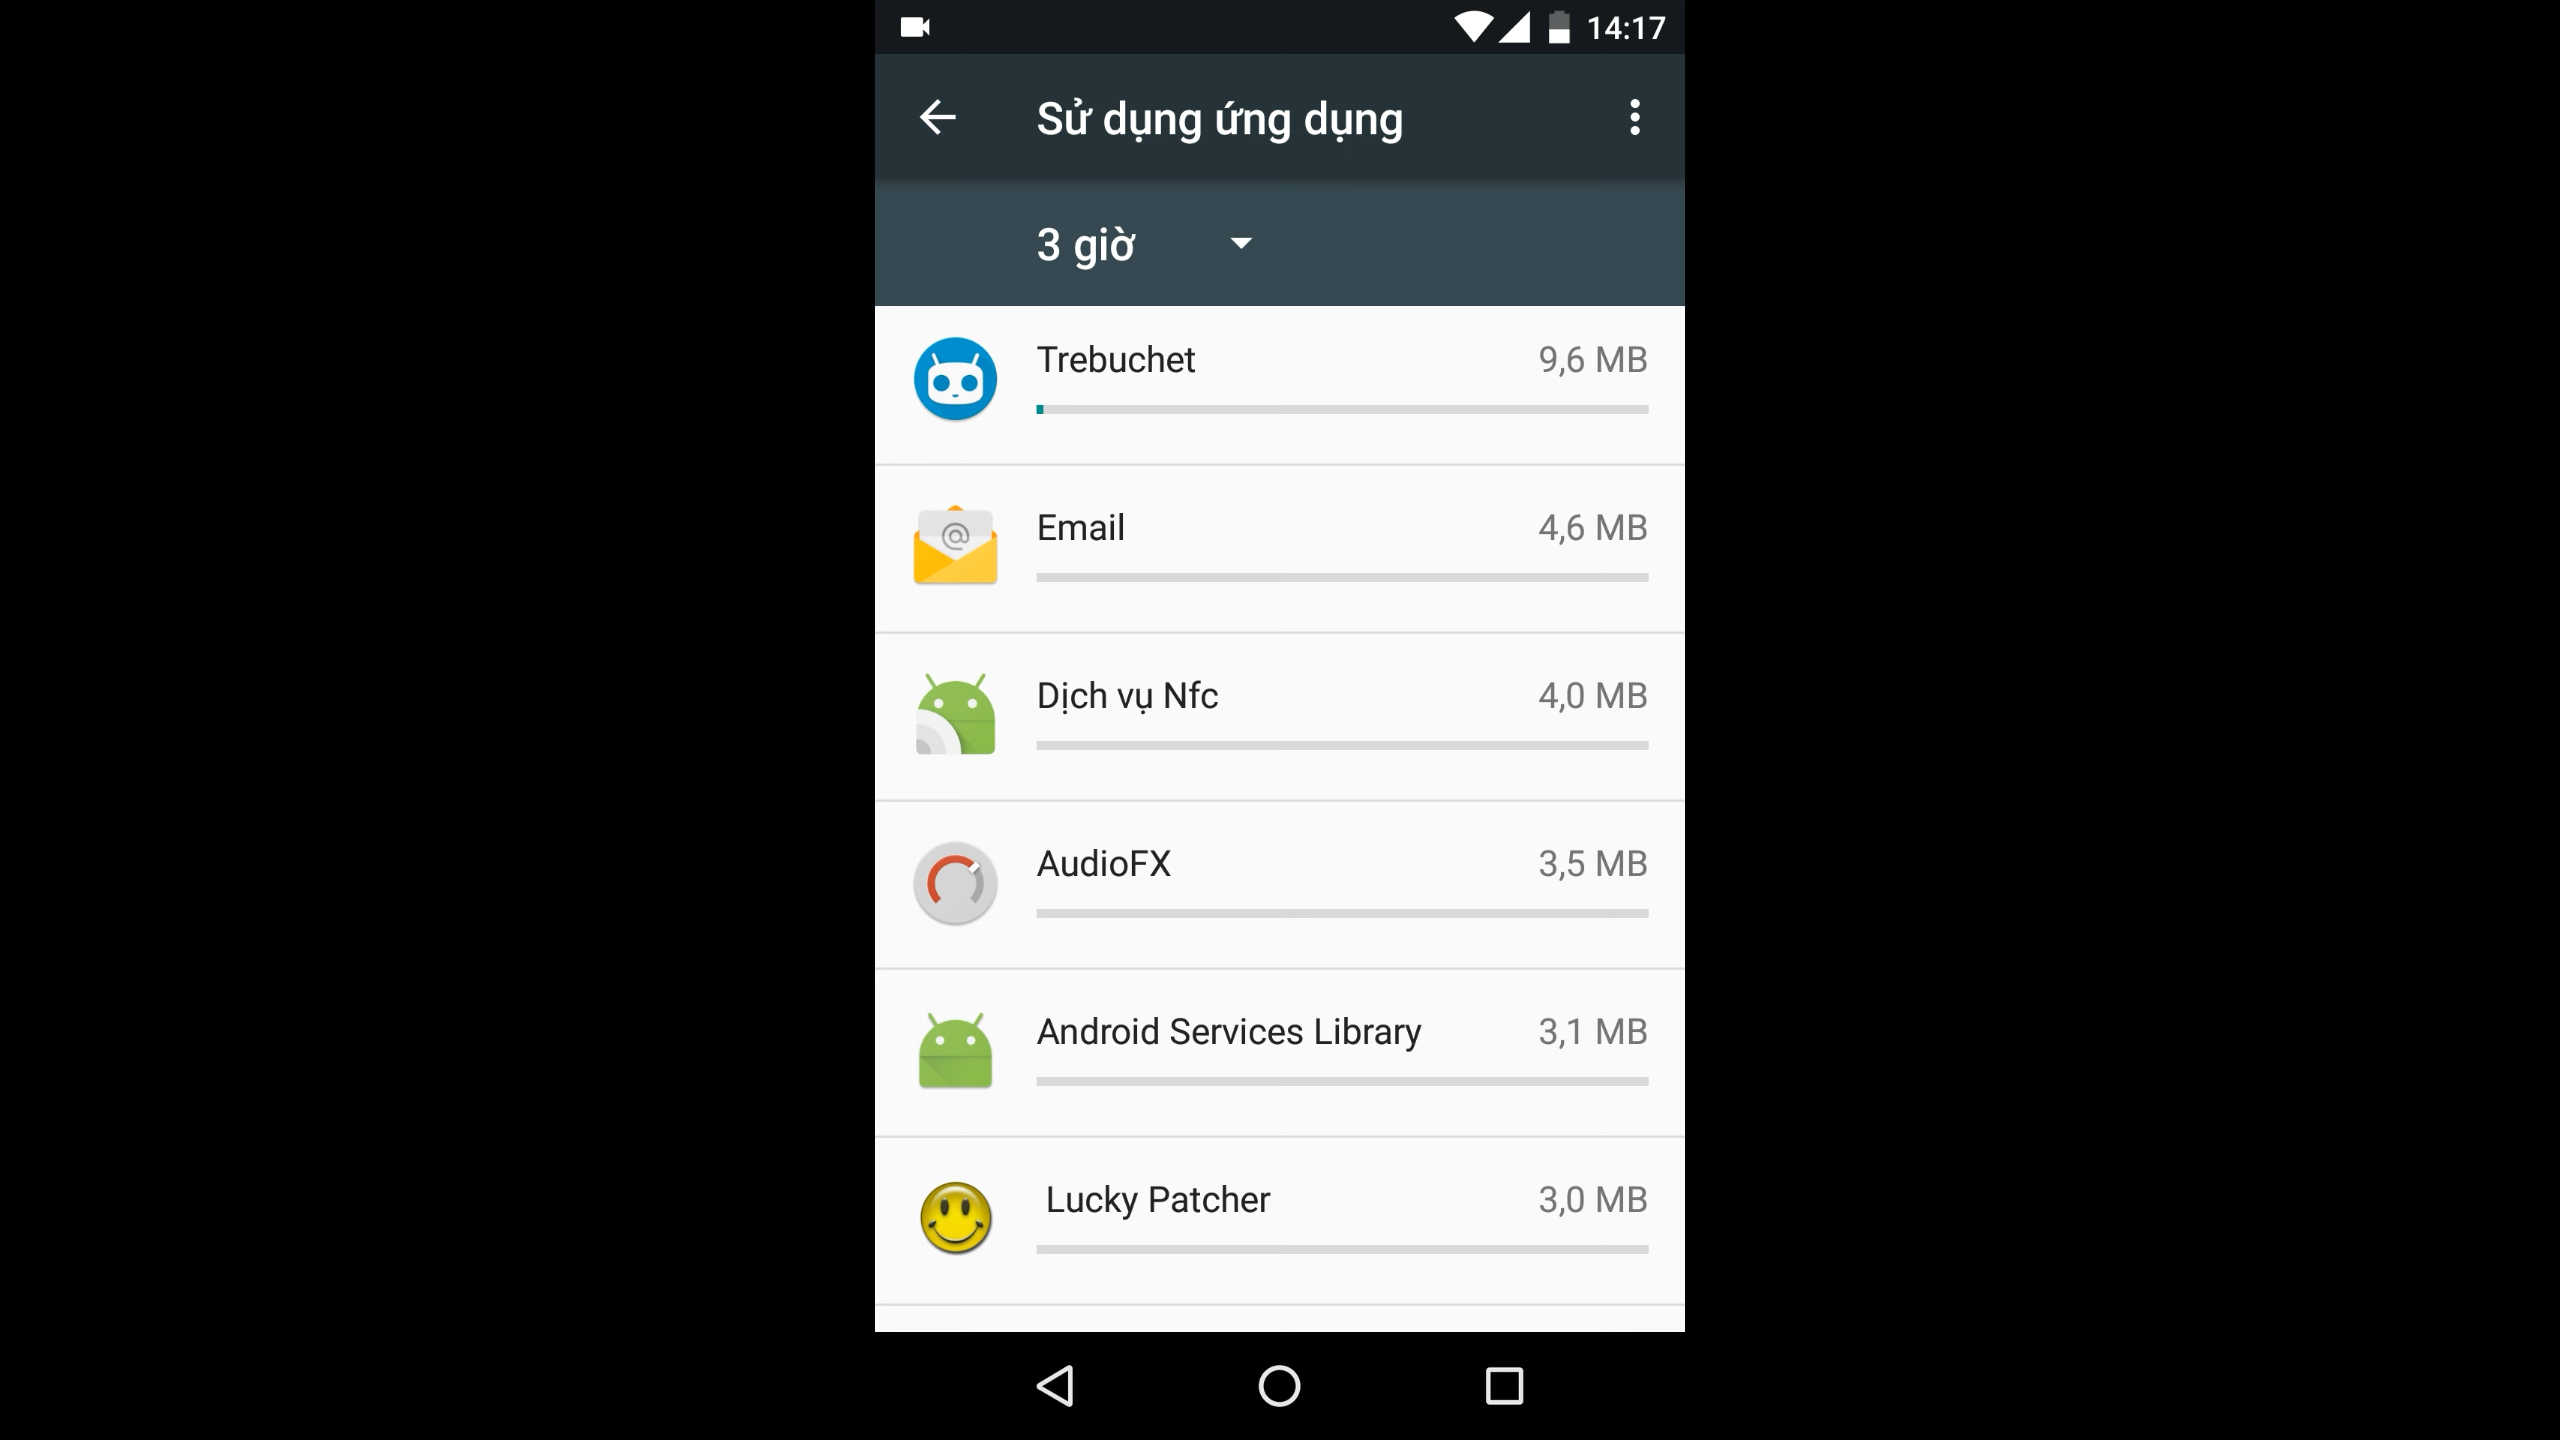 14:17
Sử dụng ứng dụng
3 giờ
Trebuchet 9,6 MB
Email 4,6 MB
Dịch vụ Nfc 4,0 MB
AudioFX 3,5 MB
Android Services Library 3,1 MB
Lucky Patcher 3,0 MB